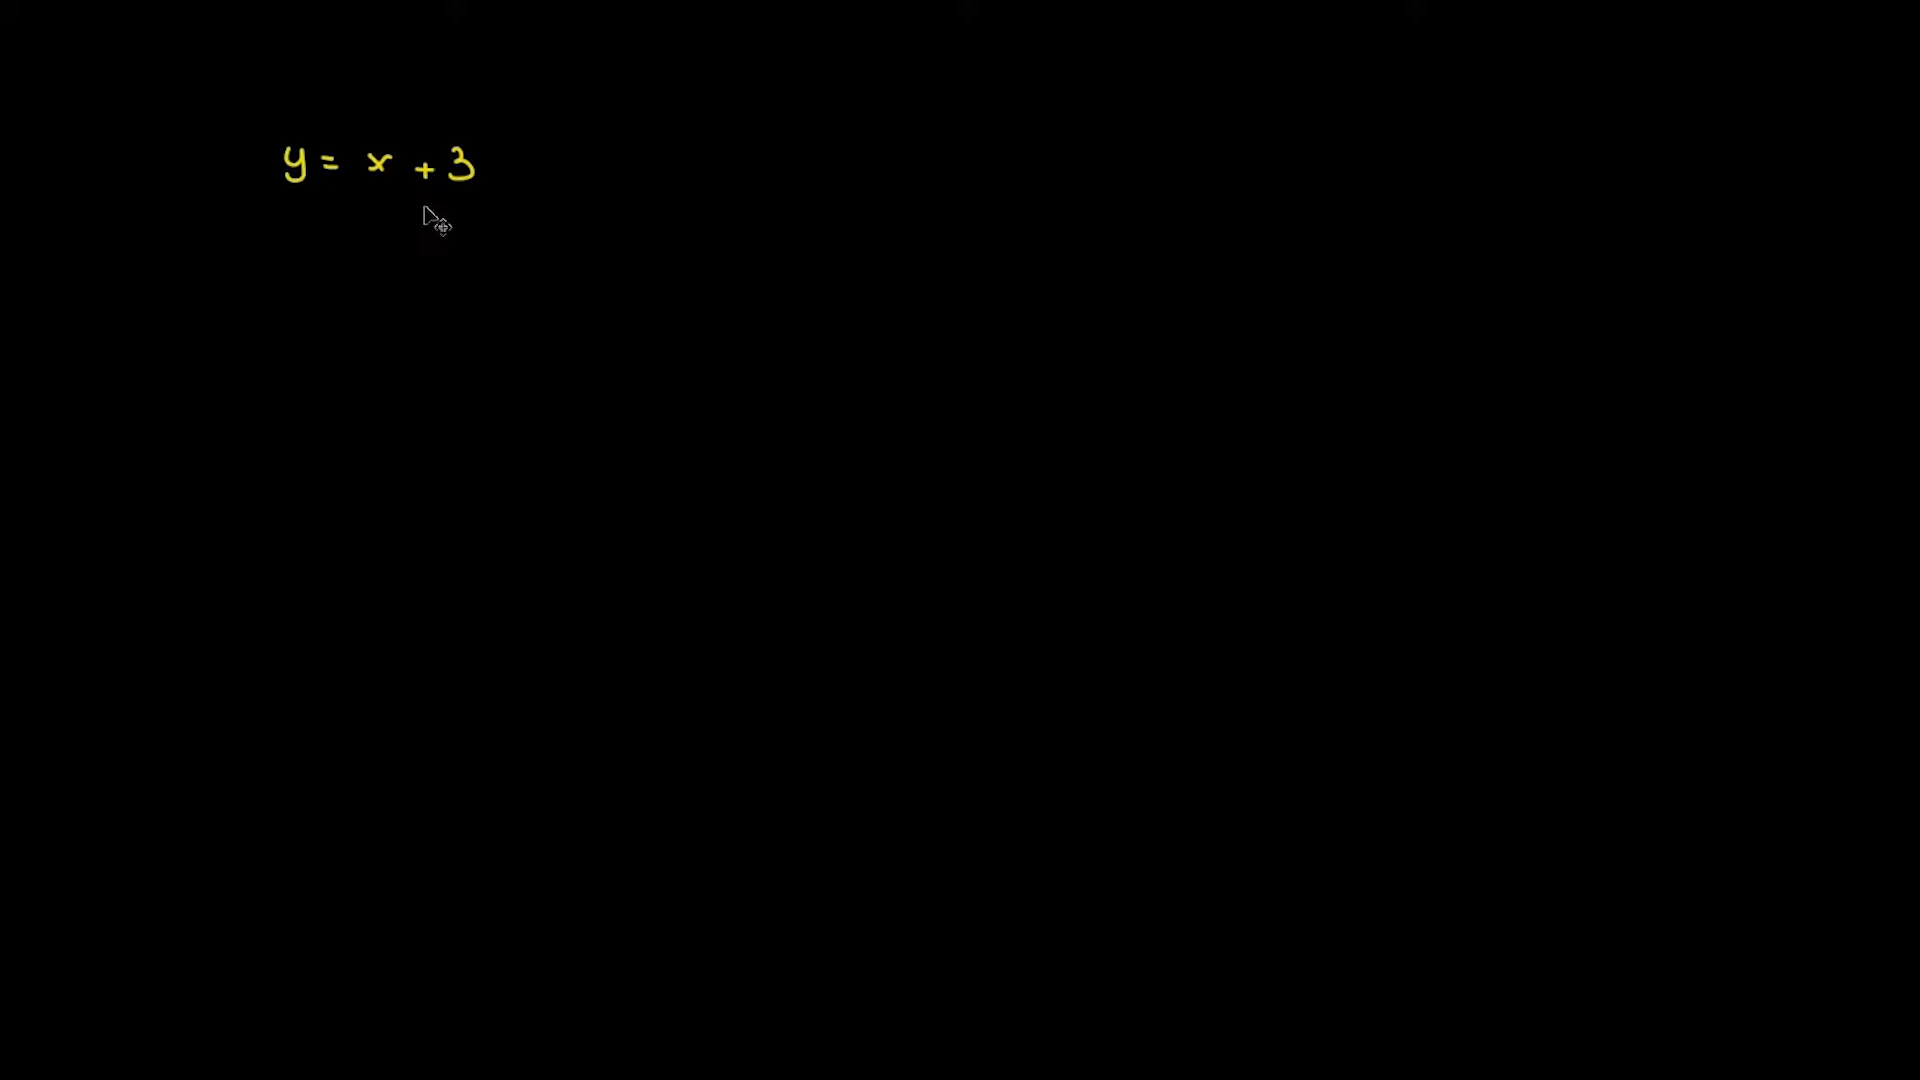 y = x + 3